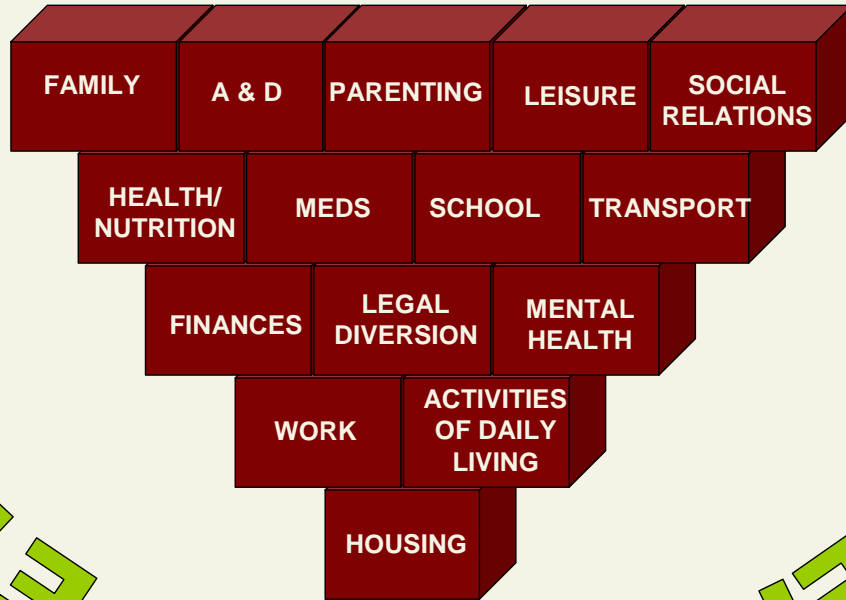 FAMILY
A & D
PARENTING
LEISURE
SOCIAL
RELATIONS
HEALTH/
NUTRITION
MEDS
SCHOOL
TRANSPORT
FINANCES
LEGAL
DIVERSION
MENTAL
HEALTH
WORK
ACTIVITIES
OF DAILY
LIVING
HOUSING